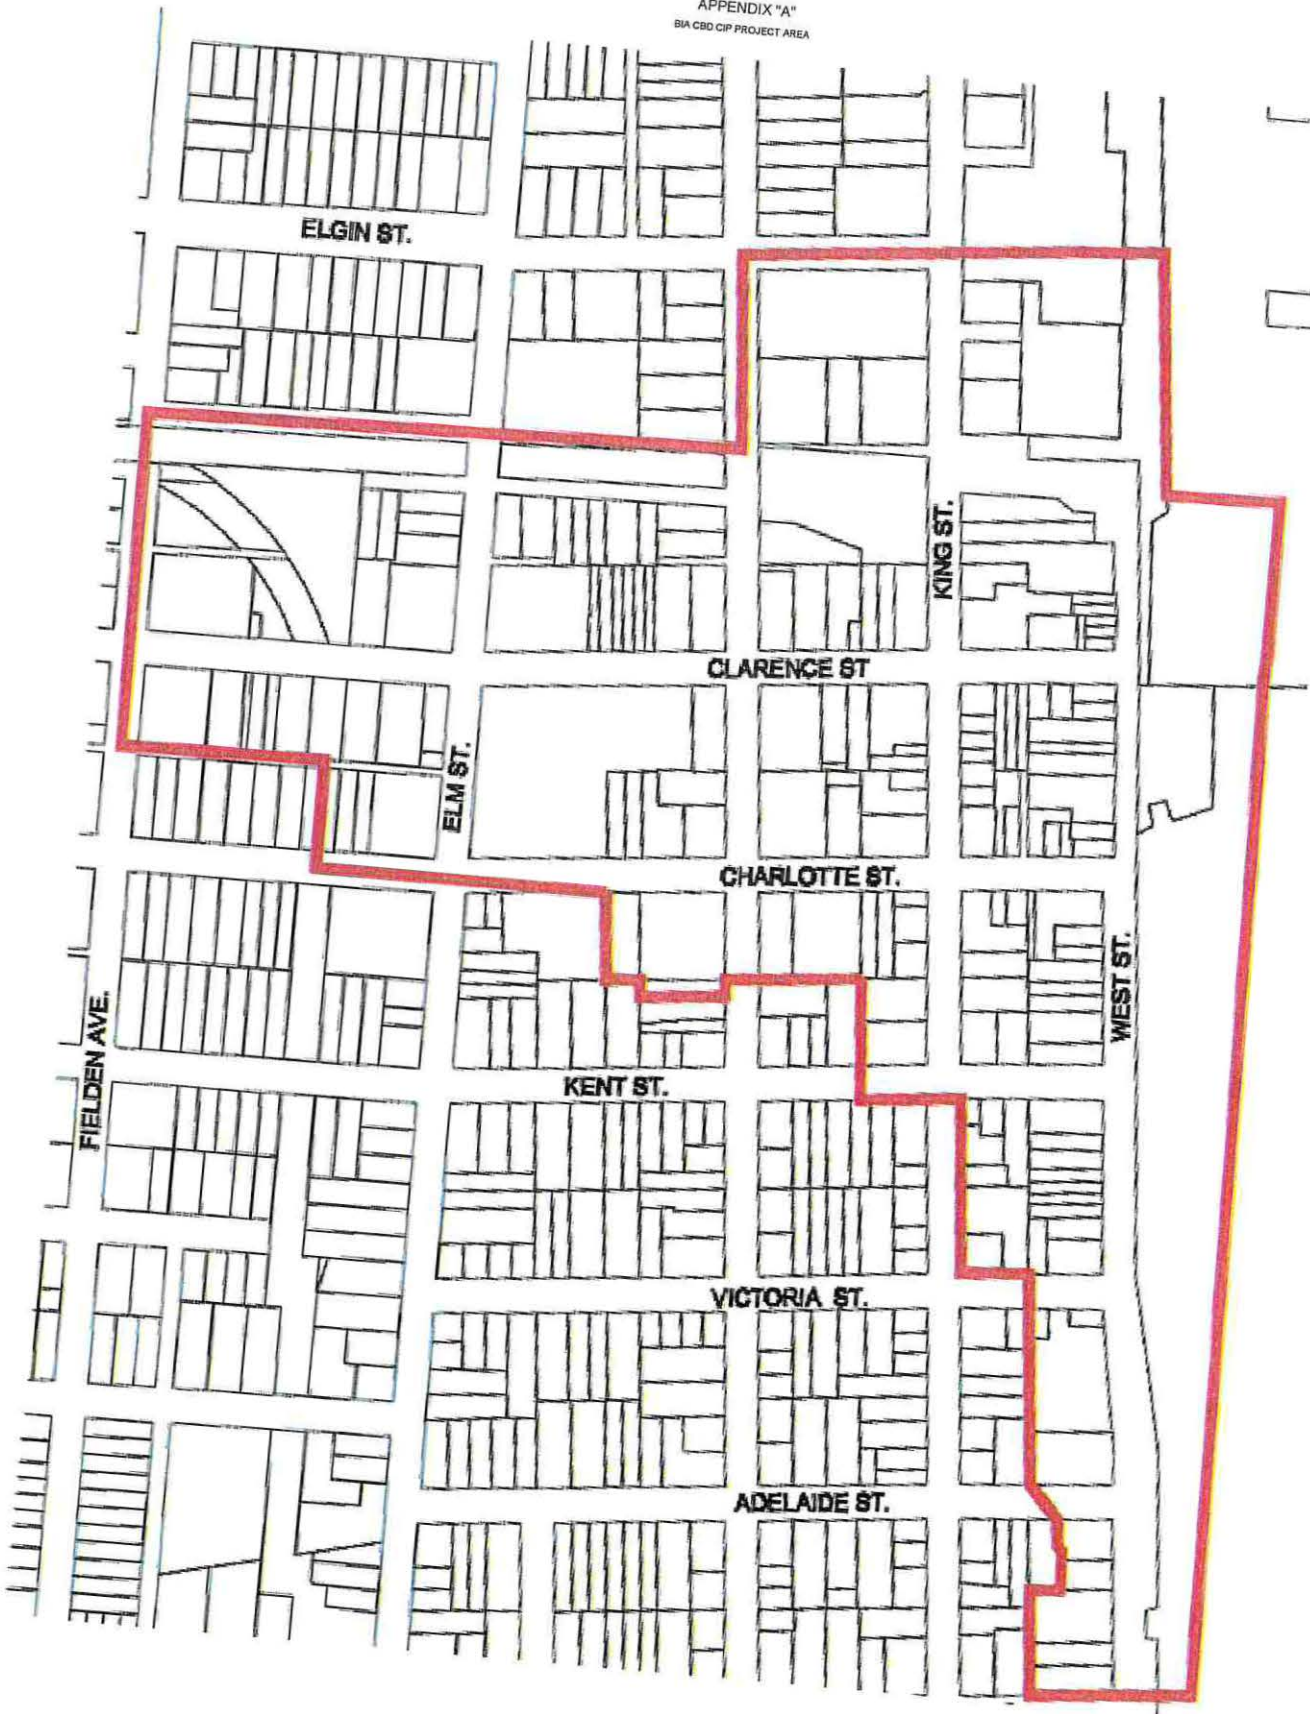 APPENDIX "A"
BIA CBD CIP PROJECT AREA
ELGIN ST.
KING ST.
CLARENCE ST
ELM ST.
CHARLOTTE ST.
WEST ST.
FIELDEN AVE.
KENT ST.
VICTORIA ST.
ADELAIDE ST.